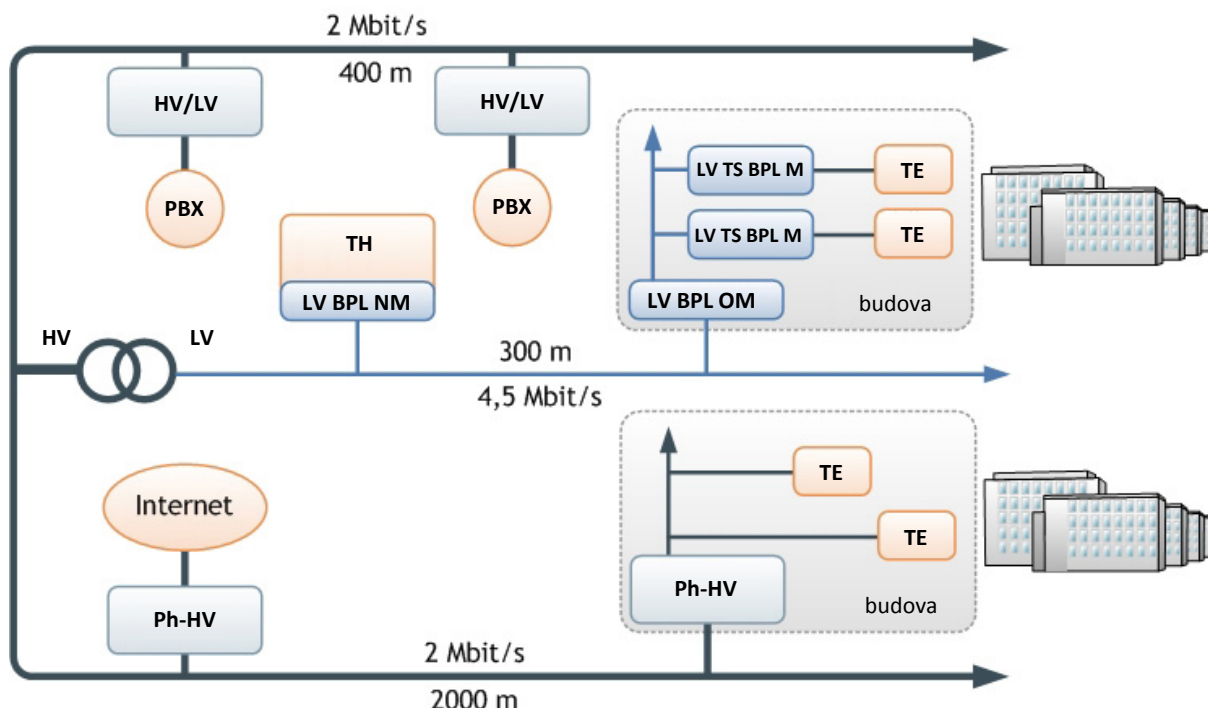 2 Mbit/s
400 m
HV/LV
HV/LV
PBX
PBX
LV TS BPL M
TE
LV TS BPL M
TE
TH
LV BPL NM
LV BPL OM
budova
HV
LV
300 m
4,5 Mbit/s
TE
Internet
TE
Ph-HV
Ph-HV
budova
2 Mbit/s
2000 m